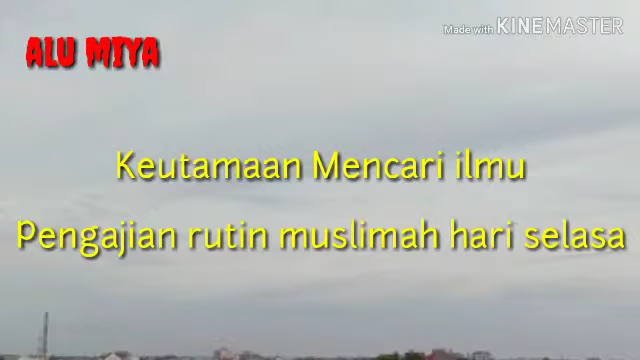 Made with KINEMASTER
ALU MIYA
Keutamaan Mencari ilmu
Pengajian rutin muslimah hari selasa